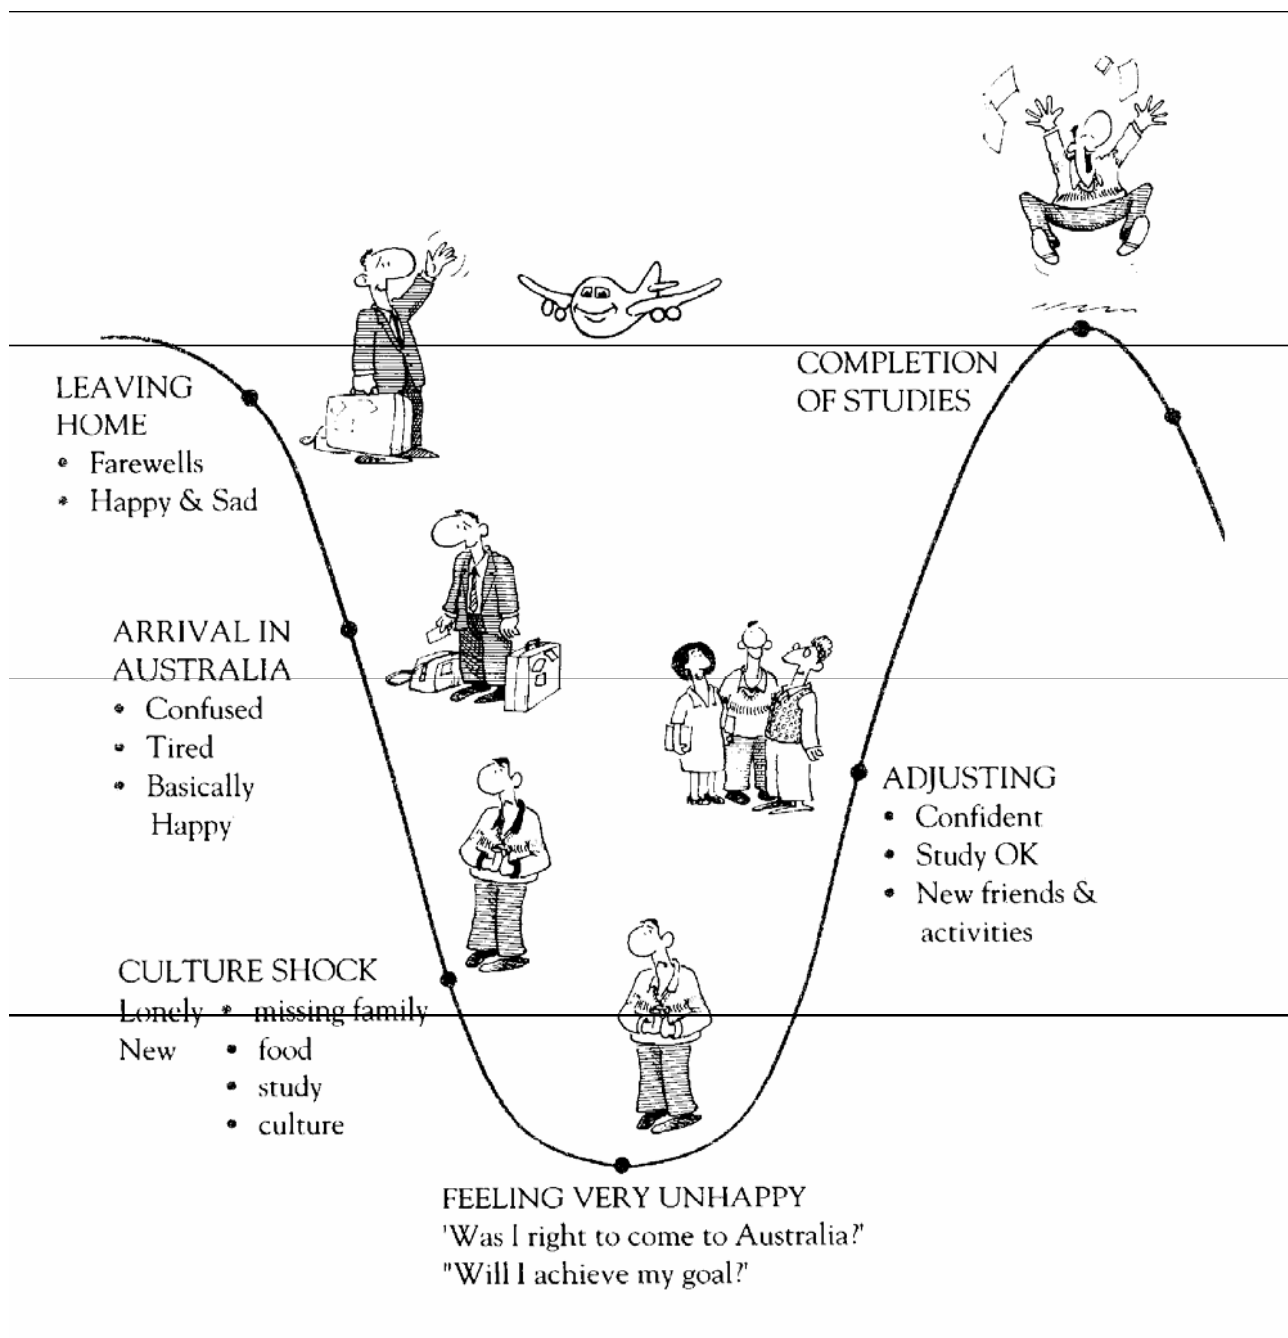 LEAVING
HOME
• Farewells
• Happy & Sad
ARRIVAL IN
AUSTRALIA
• Confused
• Tired
• Basically
Happy
CULTURE SHOCK
Lonely • missing family
New • food
• study
• culture
FEELING VERY UNHAPPY
'Was I right to come to Australia?'
"Will I achieve my goal?'
ADJUSTING
• Confident
• Study OK
• New friends &
activities
COMPLETION
OF STUDIES